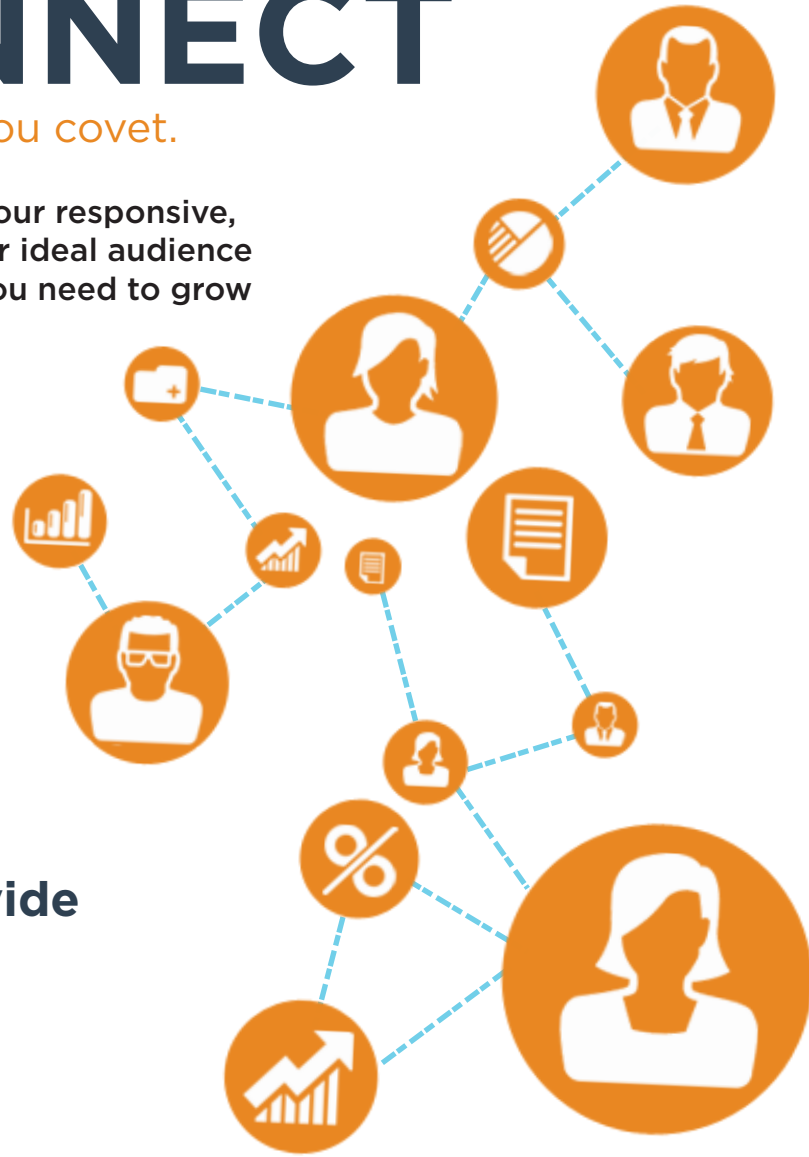 NNECT
ou covet.
our responsive,
r ideal audience
ou need to grow
vide
%